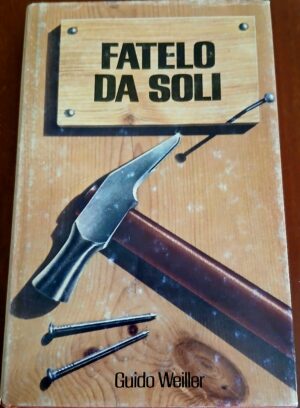 FATELO
DA SOLI
Guido Weiller